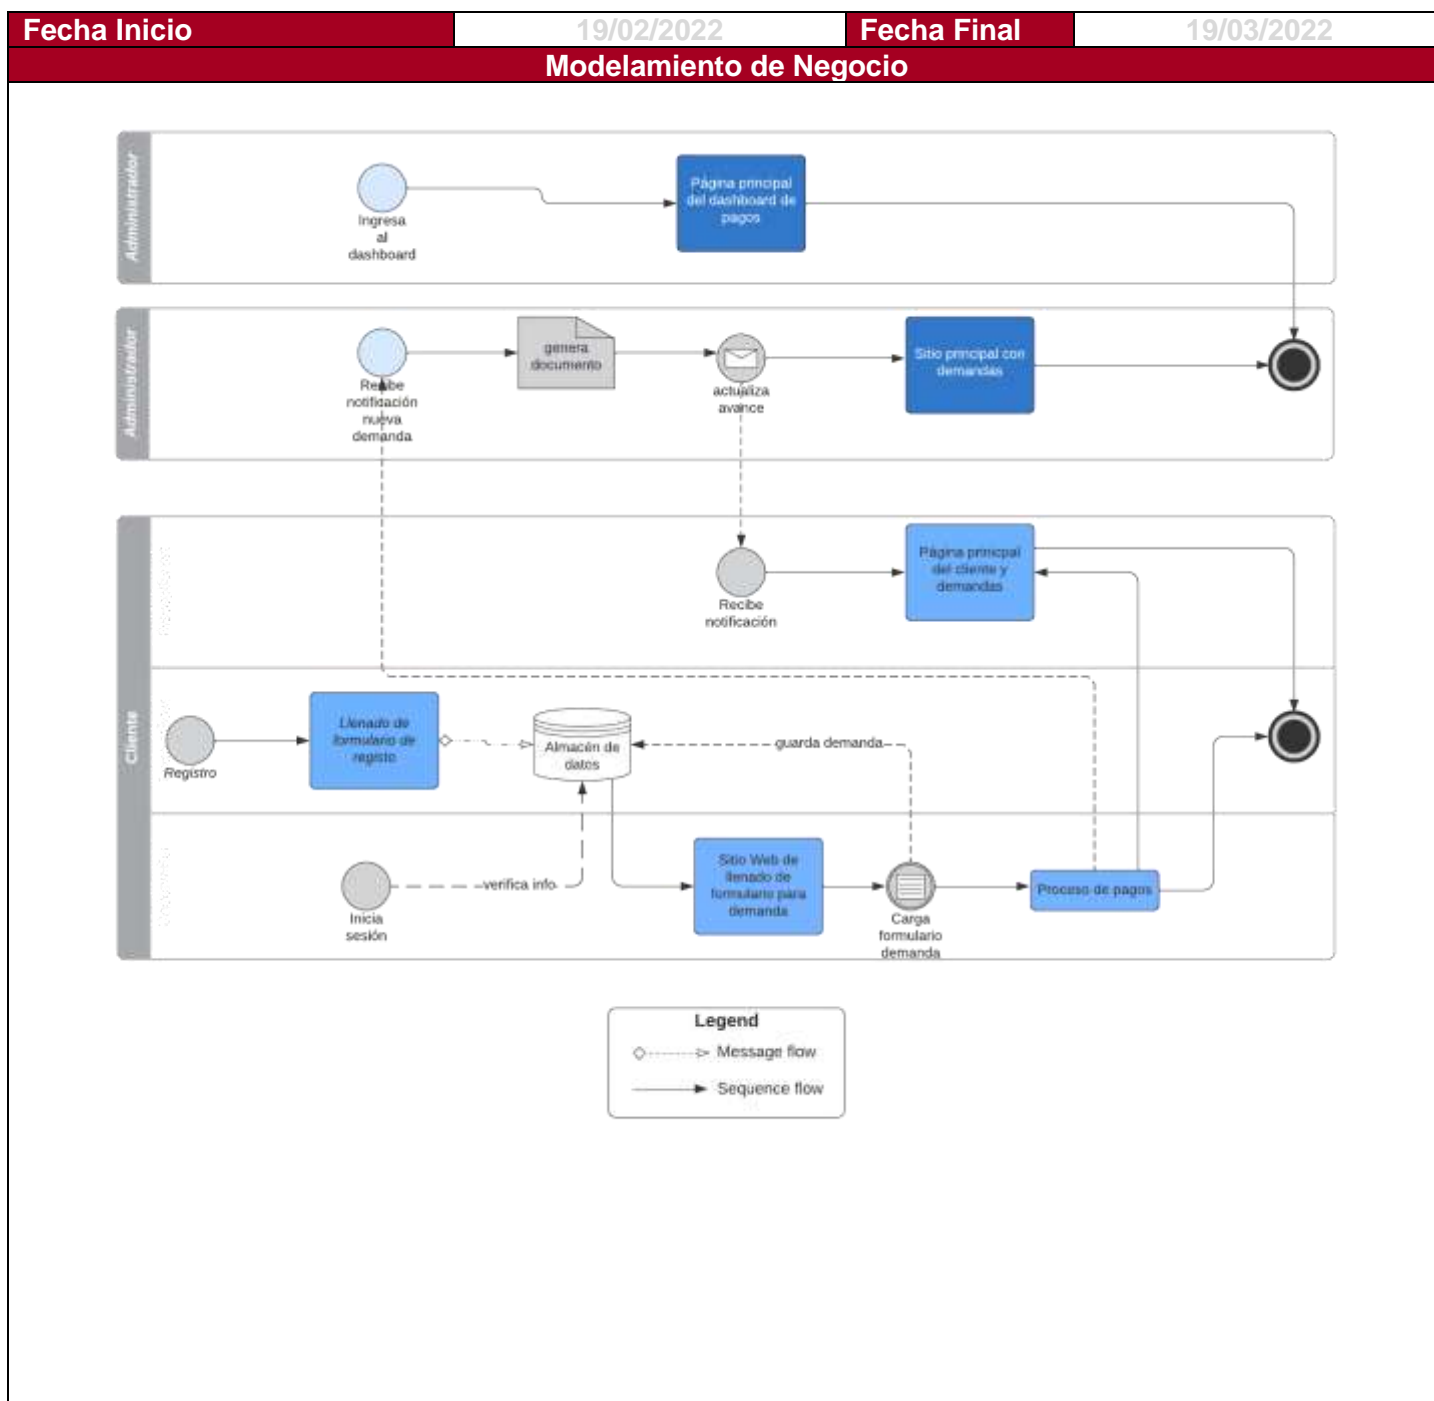 Fecha Inicio 19/02/2022 Fecha Final 19/03/2022
Modelamiento de Negocio
Administrador
Ingresa
al
dashboard
Página principal
del dashboard de
pagos
Administrador
Recibe
notificación
nueva
demanda
genera
documento
actualiza
avance
Sitio principal con
demandas
Cliente
Recibe
notificación
Página prinicpal
del cliente y
demandas
Registro
Llenado de
formulario de
registo
Almacén de
datos
guarda demanda
Inicia
sesión
verifica info
Sitio Web de
llenado de
formulario para
demanda
Carga
formulario
demanda
Proceso de pagos
Legend
Message flow
Sequence flow